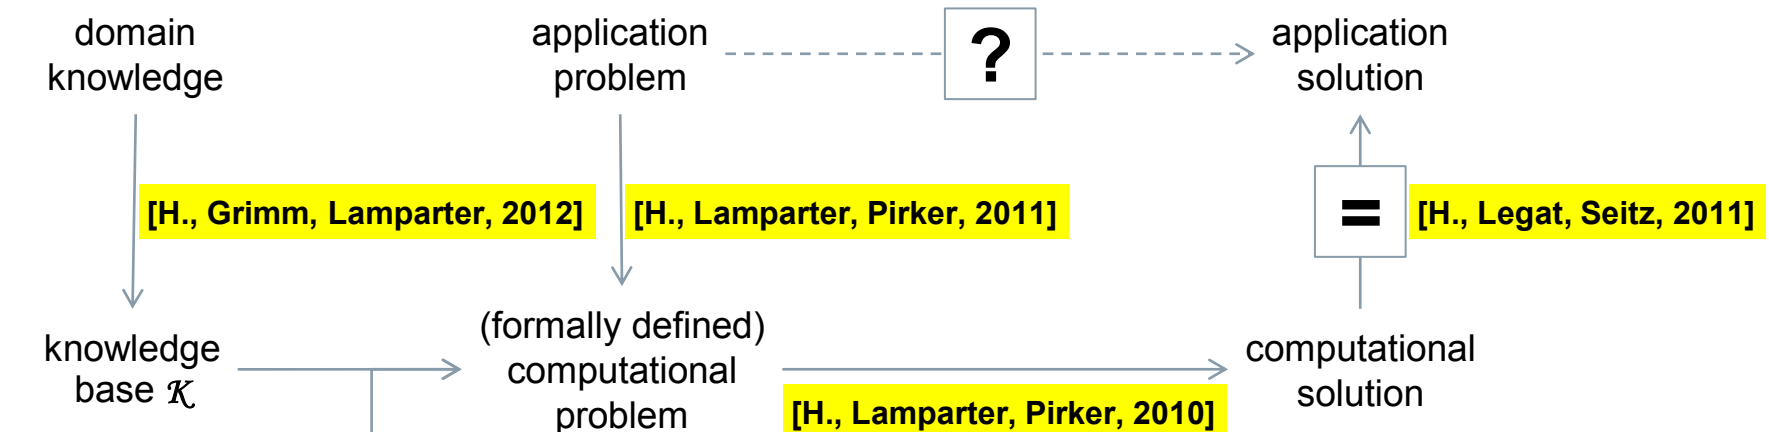 domain
knowledge
application
problem
?
application
solution
[H., Grimm, Lamparter, 2012]
[H., Lamparter, Pirker, 2011]
=
[H., Legat, Seitz, 2011]
knowledge
base 𝒦
(formally defined)
computational
problem
[H., Lamparter, Pirker, 2010]
computational
solution